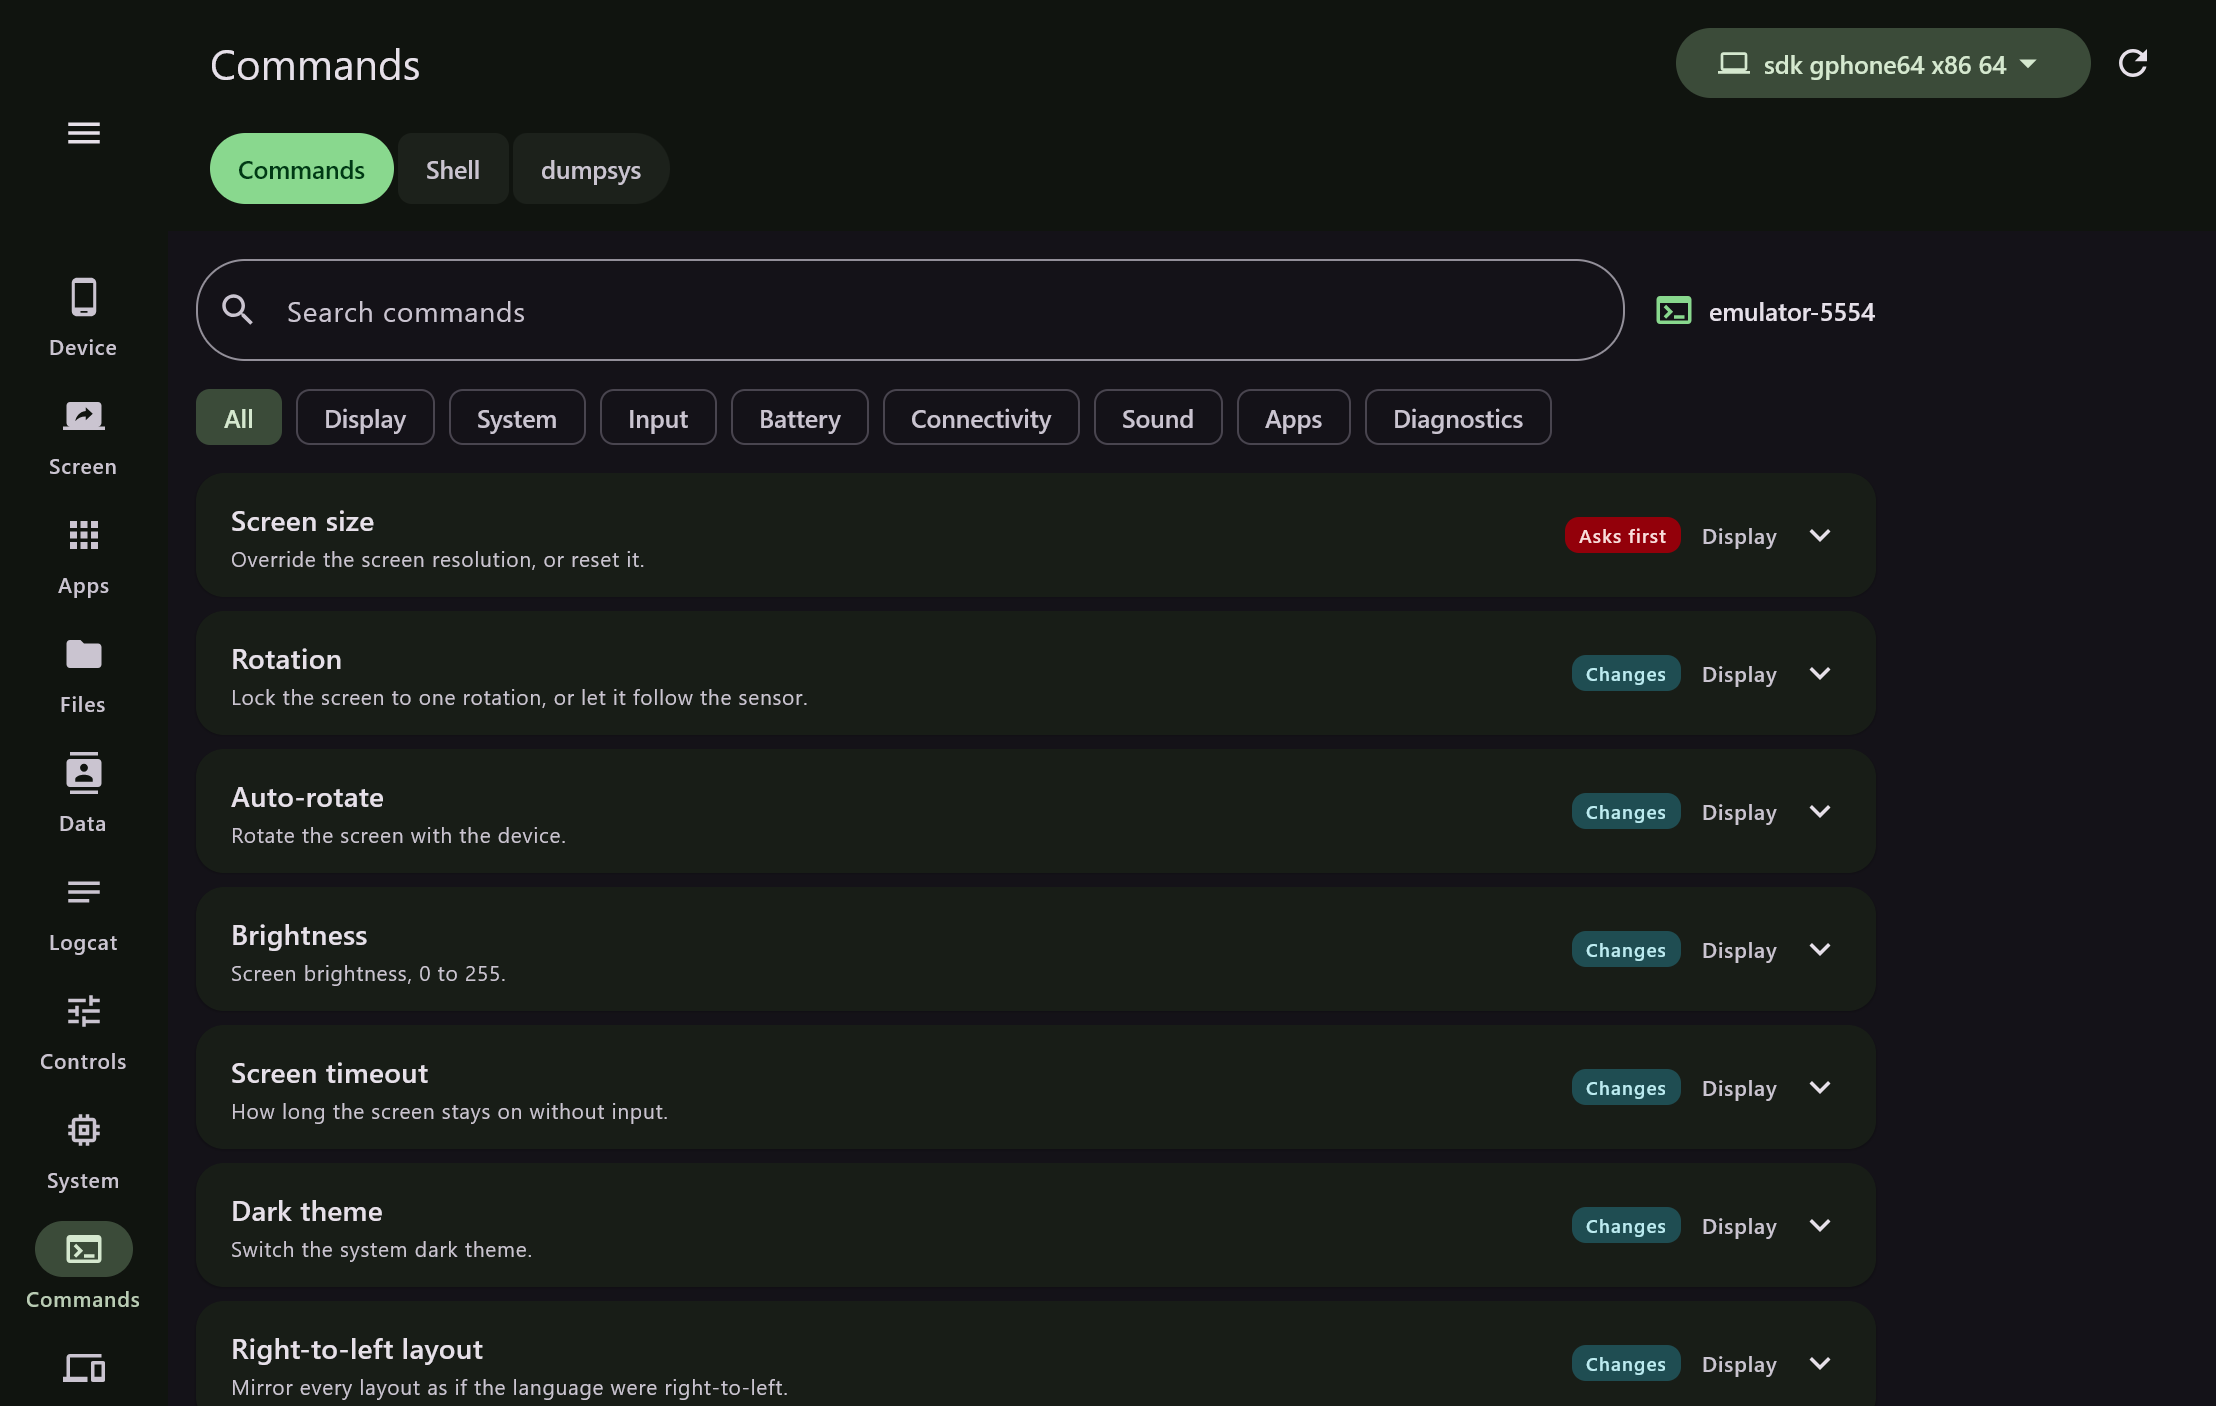 Commands
sdk gphone64 x86 64
Commands
Shell
dumpsys
Device
Screen
Apps
Files
Data
Logcat
Controls
System
Commands
Search commands
emulator-5554
All
Display
System
Input
Battery
Connectivity
Sound
Apps
Diagnostics
Screen size
Override the screen resolution, or reset it.
Asks first
Display
Rotation
Lock the screen to one rotation, or let it follow the sensor.
Changes
Display
Auto-rotate
Rotate the screen with the device.
Changes
Display
Brightness
Screen brightness, 0 to 255.
Changes
Display
Screen timeout
How long the screen stays on without input.
Changes
Display
Dark theme
Switch the system dark theme.
Changes
Display
Right-to-left layout
Mirror every layout as if the language were right-to-left.
Changes
Display